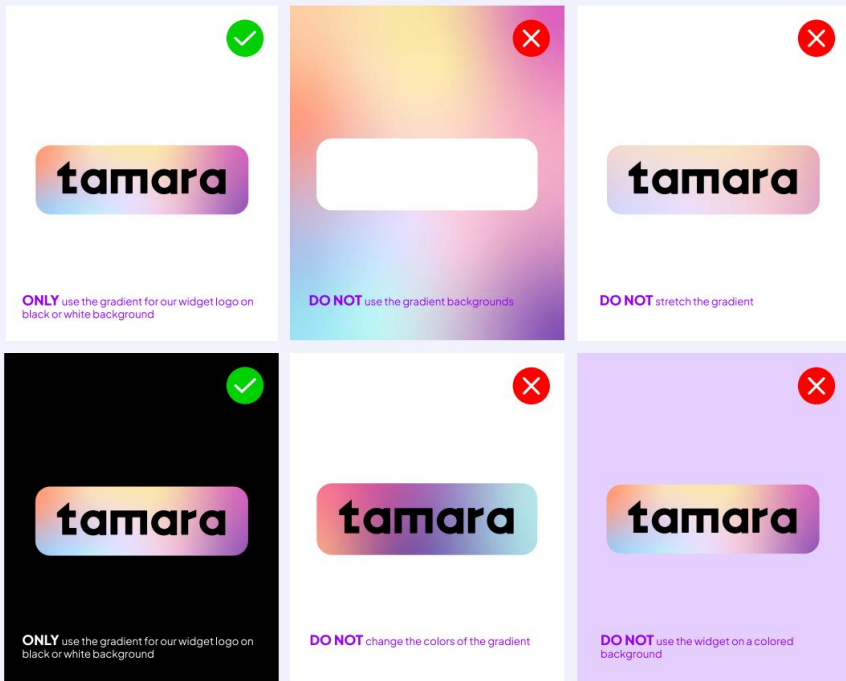 tamara
ONLY use the gradient for our widget logo on
black or white background
DO NOT use the gradient backgrounds
tamara
DO NOT stretch the gradient
tamara
ONLY use the gradient for our widget logo on
black or white background
tamara
DO NOT change the colors of the gradient
tamara
DO NOT use the widget on a colored
background